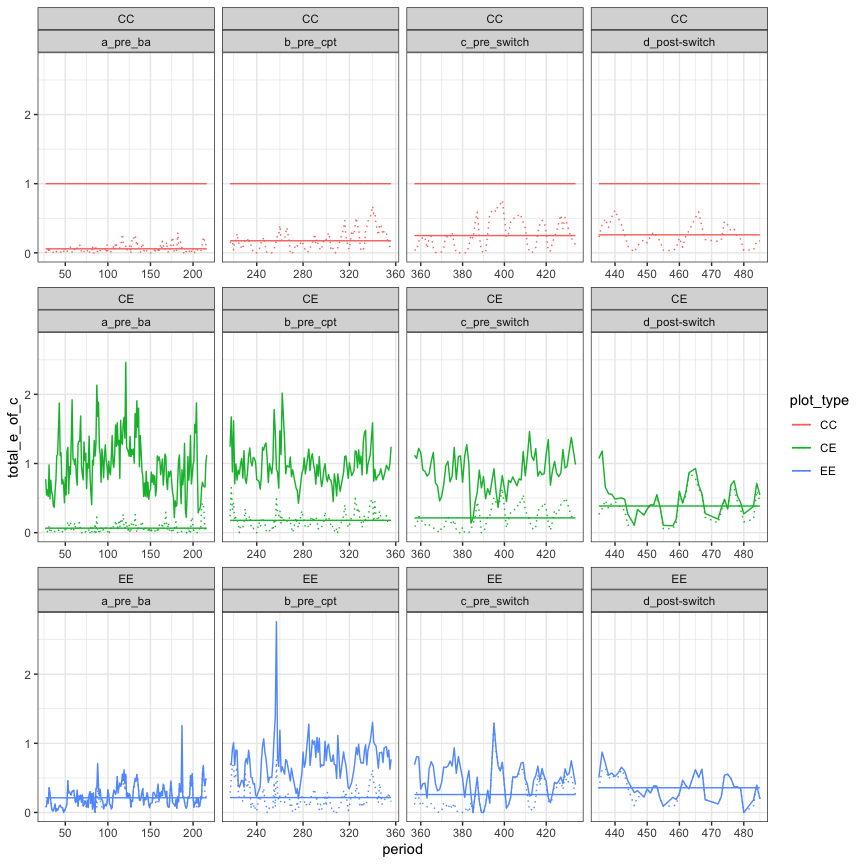 CC CC CC CC
a_pre_ba b_pre_cpt c_pre_switch d_post-switch
2
1
0
50 100 150 200 240 280 320 360 360 380 400 420 440 450 460 470 480
CE CE CE CE
a_pre_ba b_pre_cpt c_pre_switch d_post-switch
2
1
0
50 100 150 200 240 280 320 360 360 380 400 420 440 450 460 470 480
EE EE EE EE
a_pre_ba b_pre_cpt c_pre_switch d_post-switch
2
1
0
50 100 150 200 240 280 320 360 360 380 400 420 440 450 460 470 480
period
total_e_of_c
plot_type
CC
CE
EE